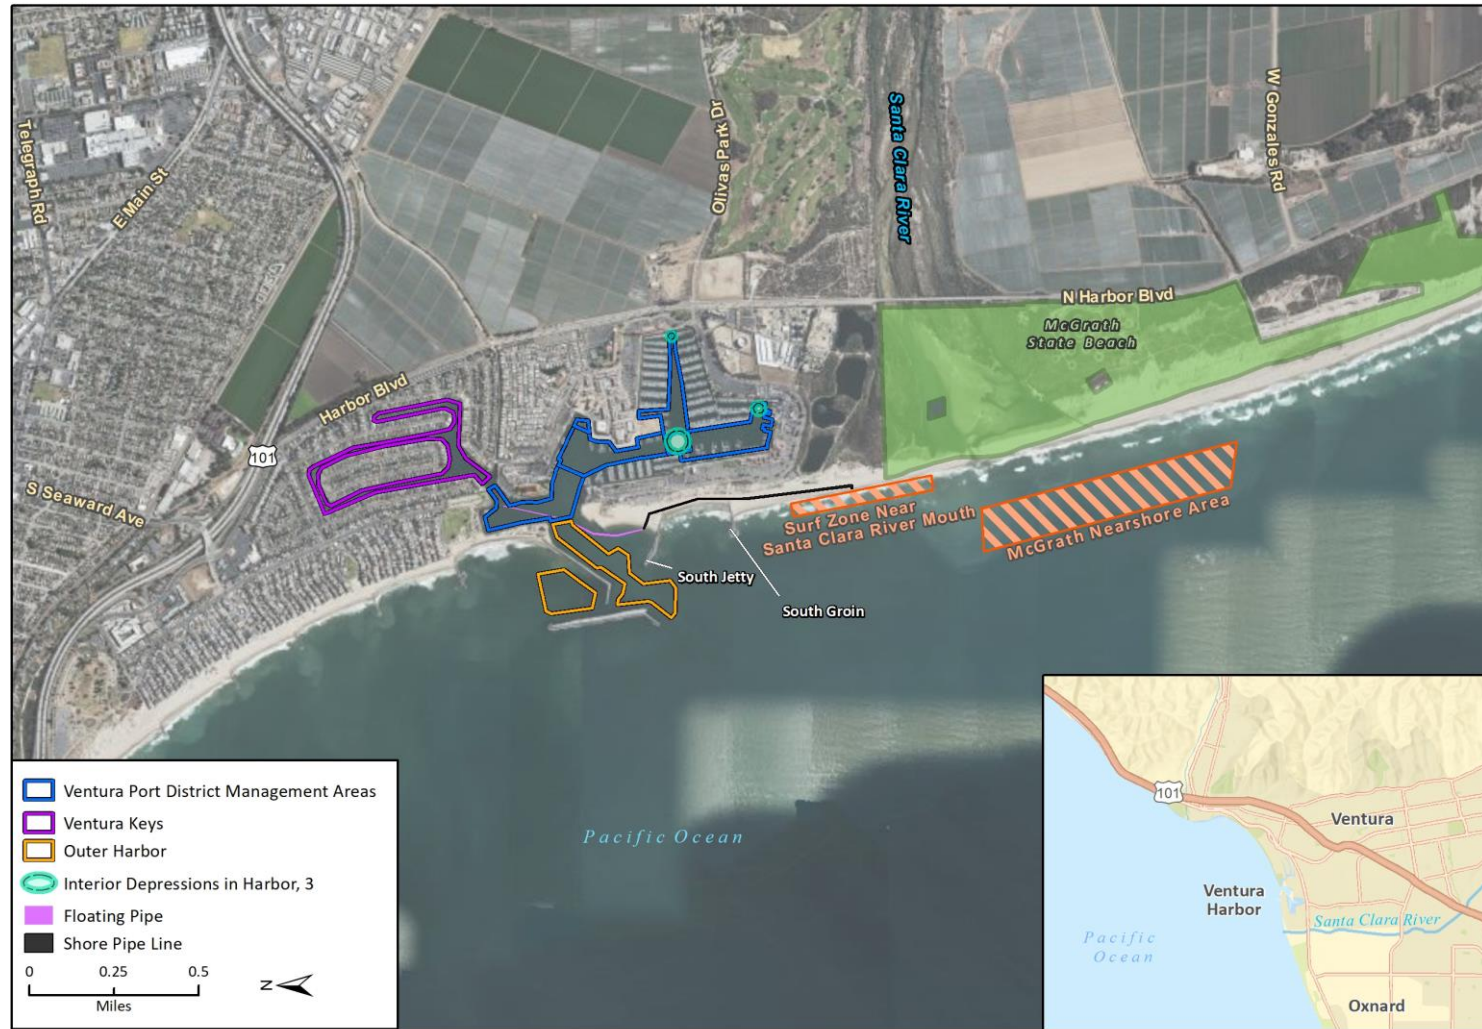 Telegraph Rd
E Main St
Olivas Park Dr
Santa Clara River
W Gonzales Rd
N Harbor Blvd
McGrath
State Beach
Harbor Blvd
101
S Seaward Ave
Surf Zone Near
Santa Clara River Mouth
McGrath Nearshore Area
South Jetty
South Groin
Pacific Ocean
Ventura Port District Management Areas
Ventura Keys
Outer Harbor
Interior Depressions in Harbor, 3
Floating Pipe
Shore Pipe Line
0 0.25 0.5
Miles
N
101
Ventura
Ventura
Harbor
Santa Clara River
Pacific
Ocean
Oxnard